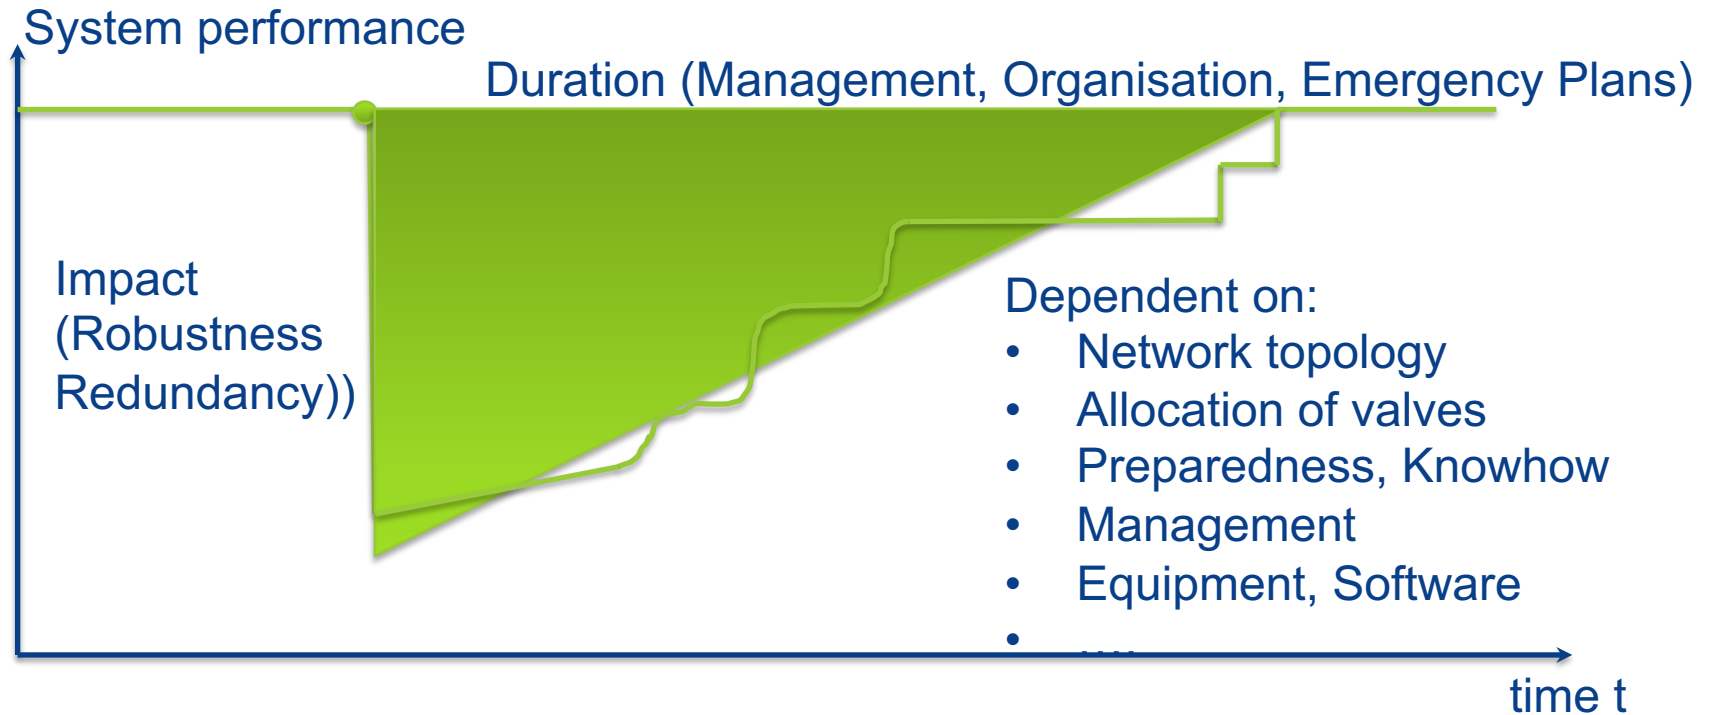 System performance
Duration (Management, Organisation, Emergency Plans)
Impact
(Robustness
Redundancy))
Dependent on:
• Network topology
• Allocation of valves
• Preparedness, Knowhow
• Management
• Equipment, Software
• ....
time t